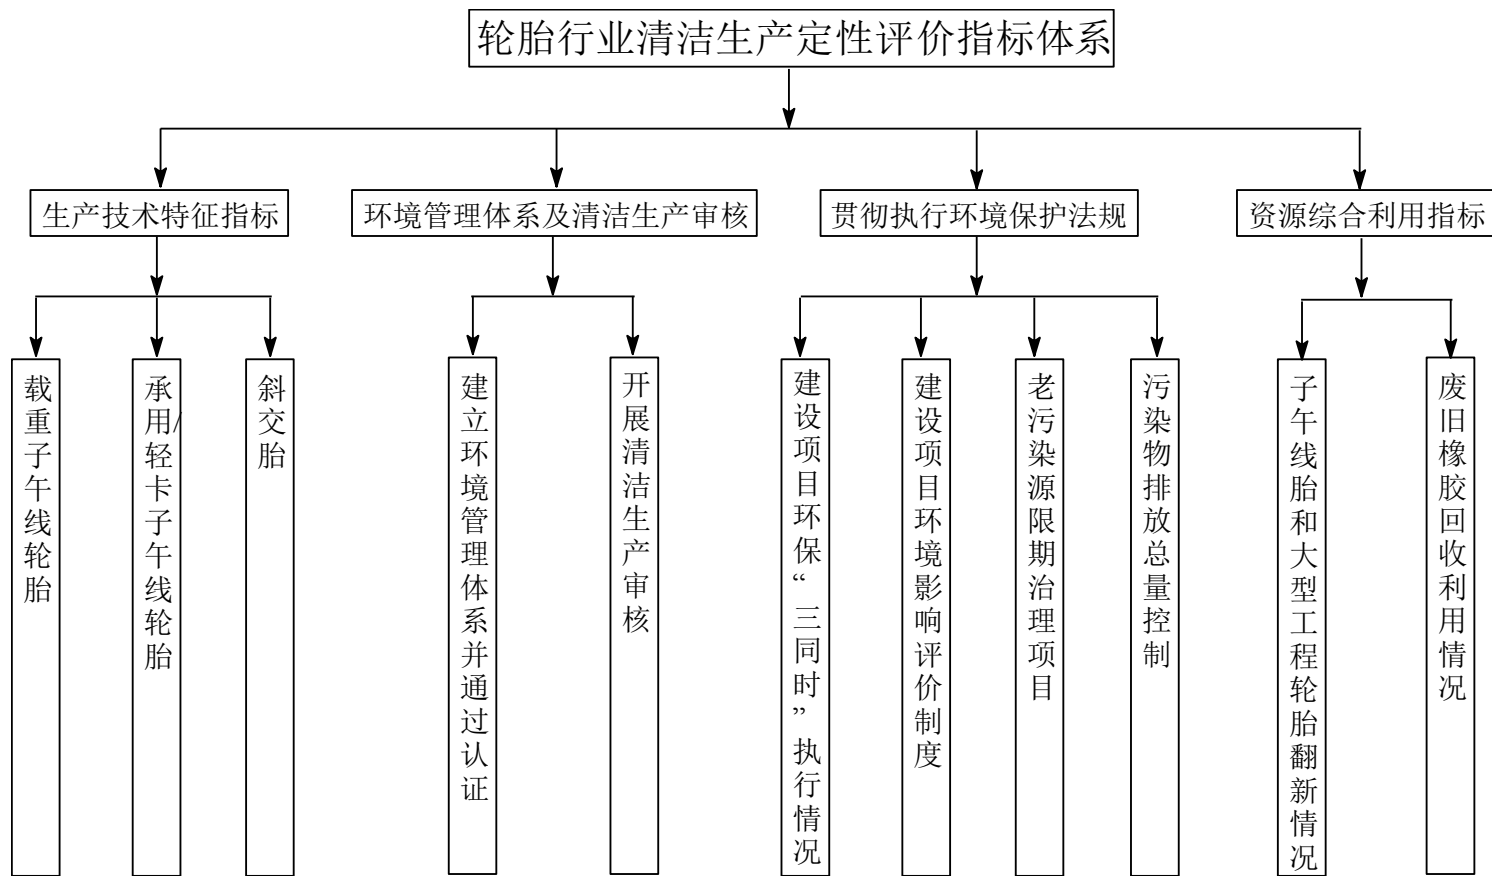 轮胎行业清洁生产定性评价指标体系
生产技术特征指标
环境管理体系及清洁生产审核
贯彻执行环境保护法规
资源综合利用指标
载重子午线轮胎
承用/轻卡子午线轮胎
斜交胎
建立环境管理体系并通过认证
开展清洁生产审核
建设项目环保“三同时”执行情况
建设项目环境影响评价制度
老污染源限期治理项目
污染物排放总量控制
子午线胎和大型工程轮胎翻新情况
废旧橡胶回收利用情况